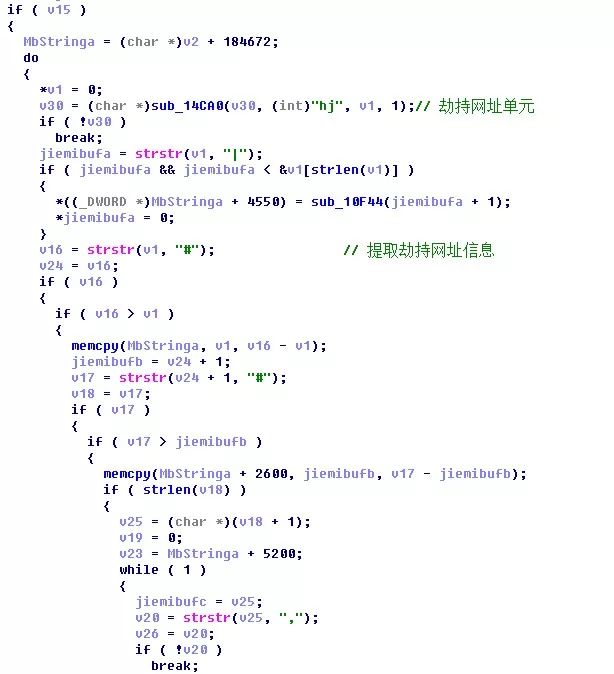 if ( v15 )
{
MbStringa = (char *)v2 + 184672;
do
{
*v1 = 0;
v30 = (char *)sub_14CA0(v30, (int)"hj", v1, 1);// 劫持网址单元
if ( !v30 )
break;
jiemibufa = strstr(v1, "|");
if ( jiemibufa && jiemibufa < &v1[strlen(v1)] )
{
*((_DWORD *)MbStringa + 4550) = sub_10F44(jiemibufa + 1);
*jiemibufa = 0;
}
v16 = strstr(v1, "#"); // 提取劫持网址信息
v24 = v16;
if ( v16 )
{
if ( v16 > v1 )
{
memcpy(MbStringa, v1, v16 - v1);
jiemibufb = v24 + 1;
v17 = strstr(v24 + 1, "#");
v18 = v17;
if ( v17 )
{
if ( v17 > jiemibufb )
{
memcpy(MbStringa + 2600, jiemibufb, v17 - jiemibufb);
if ( strlen(v18) )
{
v25 = (char *)(v18 + 1);
v19 = 0;
v23 = MbStringa + 5200;
while ( 1 )
{
jiemibufc = v25;
v20 = strstr(v25, ",");
v26 = v20;
if ( !v20 )
break;